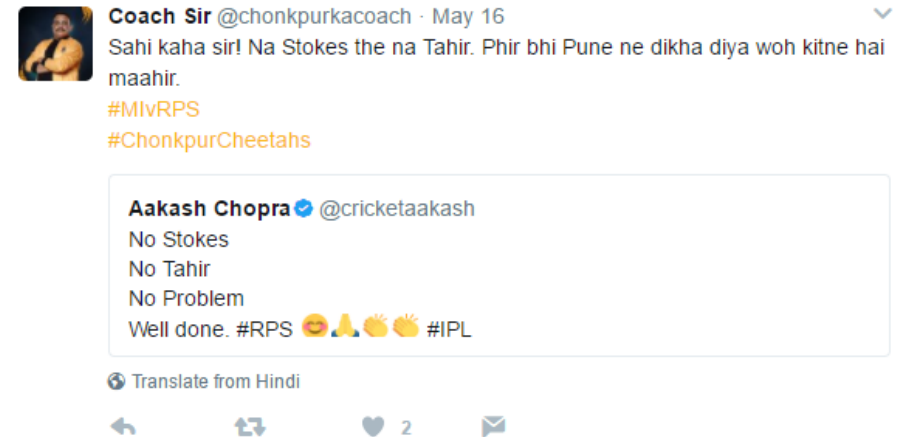 Coach Sir @chonkpurkacoach · May 16
Sahi kaha sir! Na Stokes the na Tahir. Phir bhi Pune ne dikha diya woh kitne hai
maahir.
#MIvRPS
#ChonkpurCheetahs
Aakash Chopra @cricketaakash
No Stokes
No Tahir
No Problem
Well done. #RPS 😊🙏👏👏 #IPL
Translate from Hindi
2